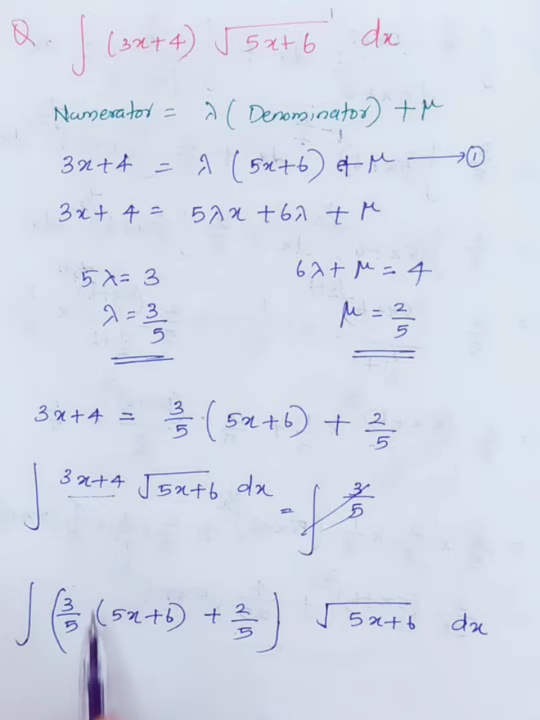 Q. ∫ (3x+4) √(5x+6) dx
Numerator = λ (Denominator) + μ
3x+4 = λ (5x+6) + μ → ①
3x+4 = 5λx + 6λ + μ
5λ = 3 6λ + μ = 4
λ = 3/5 μ = 2/5
3x+4 = 3/5 (5x+6) + 2/5
∫ 3x+4 √(5x+6) dx = ∫ 3/5
∫ (3/5 (5x+6) + 2/5) √(5x+6) dx